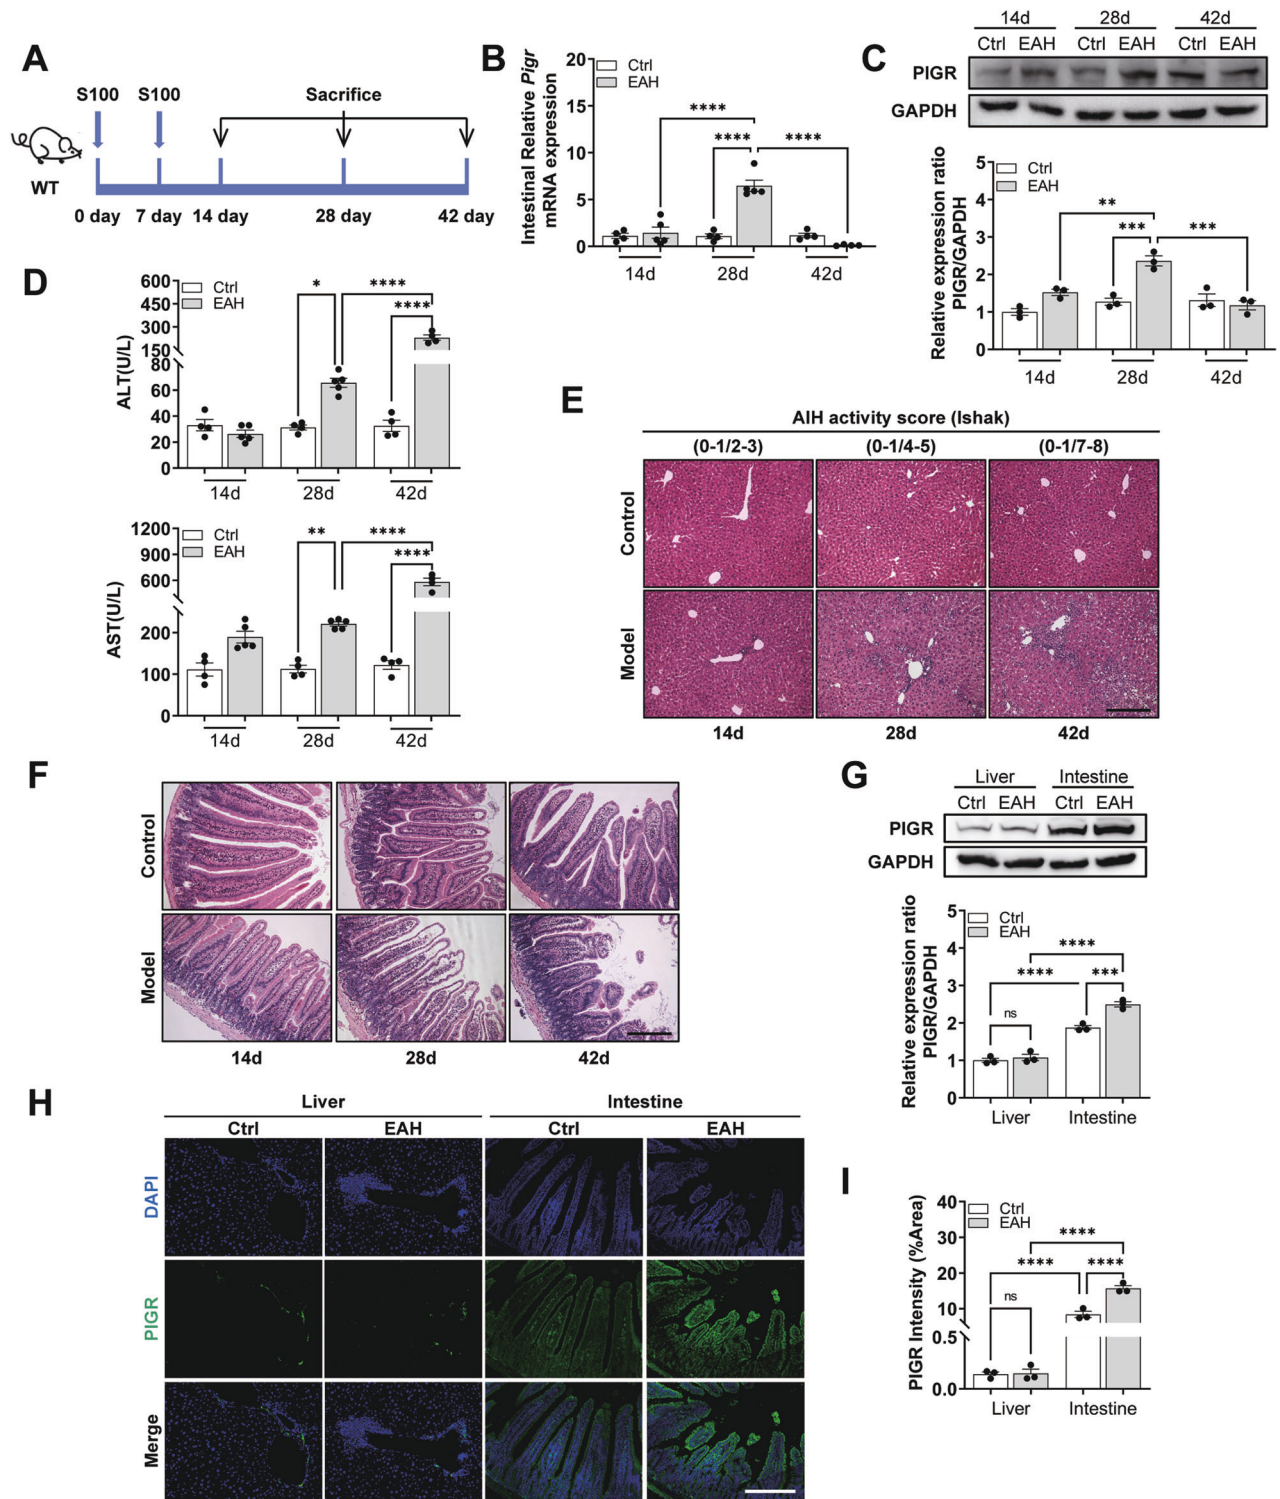 A
S100 S100 Sacrifice
WT
0 day 7 day 14 day 28 day 42 day
B
Intestinal Relative Pigr
mRNA expression
20
15
10
5
0
Ctrl
EAH
****
**** ****
14d 28d 42d
C
14d 28d 42d
Ctrl EAH Ctrl EAH Ctrl EAH
PIGR
GAPDH
Relative expression ratio
PIGR/GAPDH
5
4
3
2
1
0
Ctrl
EAH
**
*** ***
14d 28d 42d
D
ALT(U/L)
600
450
300
150
80
60
40
20
0
Ctrl
EAH
* ****
****
14d 28d 42d
AST(U/L)
1200
900
600
200
100
0
Ctrl
EAH
** ****
****
14d 28d 42d
E
AIH activity score (Ishak)
(0-1/2-3) (0-1/4-5) (0-1/7-8)
Control
Model
14d 28d 42d
F
Control
Model
14d 28d 42d
G
Liver Intestine
Ctrl EAH Ctrl EAH
PIGR
GAPDH
Relative expression ratio
PIGR/GAPDH
5
4
3
2
1
0
Ctrl
EAH
****
**** ***
ns
Liver Intestine
H
Liver Intestine
Ctrl EAH Ctrl EAH
DAPI
PIGR
Merge
I
PIGR Intensity (%Area)
40
30
20
10
0.5
0.0
Ctrl
EAH
****
**** ****
ns
Liver Intestine